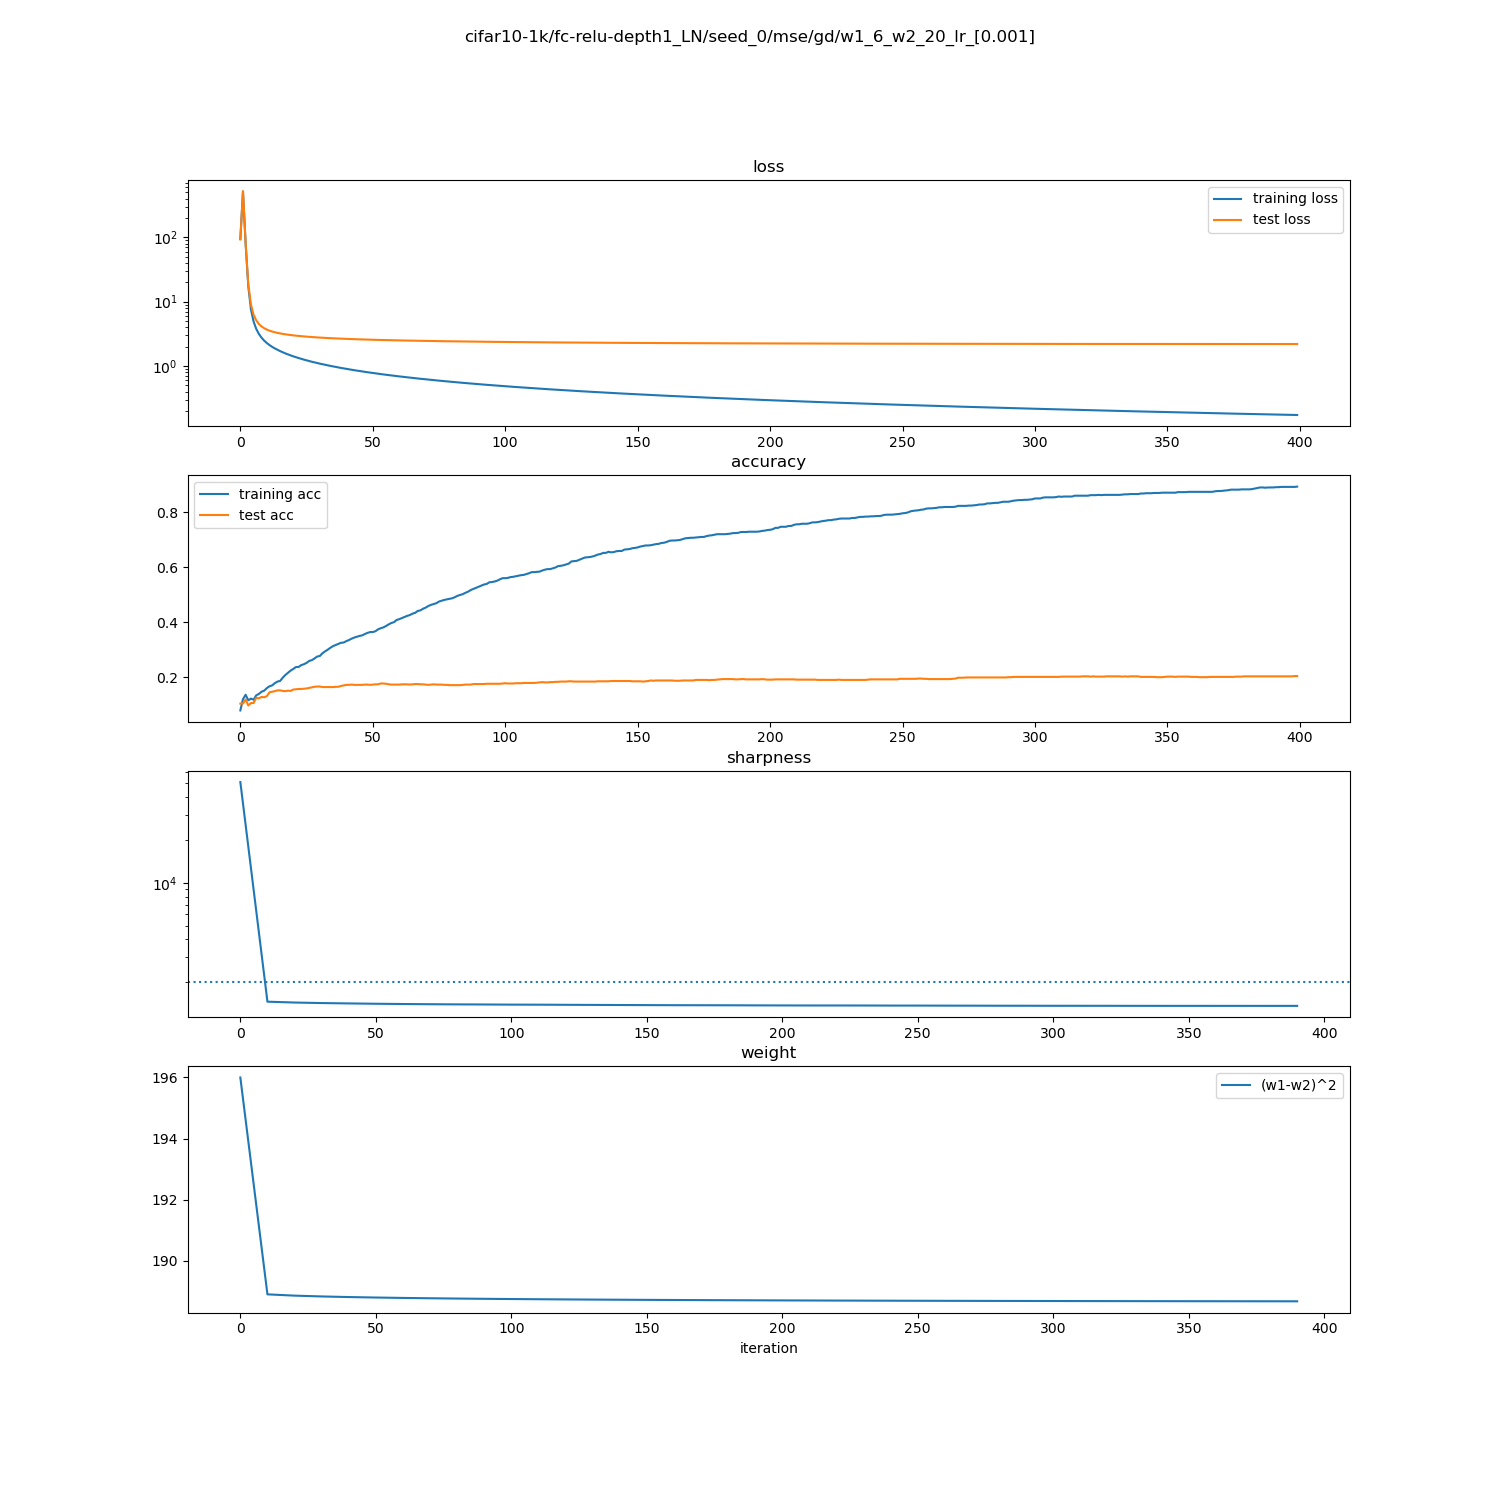 cifar10-1k/fc-relu-depth1_LN/seed_0/mse/gd/w1_6_w2_20_lr_[0.001]
loss
training loss
test loss
10^2
10^1
10^0
0 50 100 150 200 250 300 350 400
accuracy
training acc
test acc
0.8
0.6
0.4
0.2
0 50 100 150 200 250 300 350 400
sharpness
10^4
0 50 100 150 200 250 300 350 400
weight
(w1-w2)^2
196
194
192
190
0 50 100 150 200 250 300 350 400
iteration